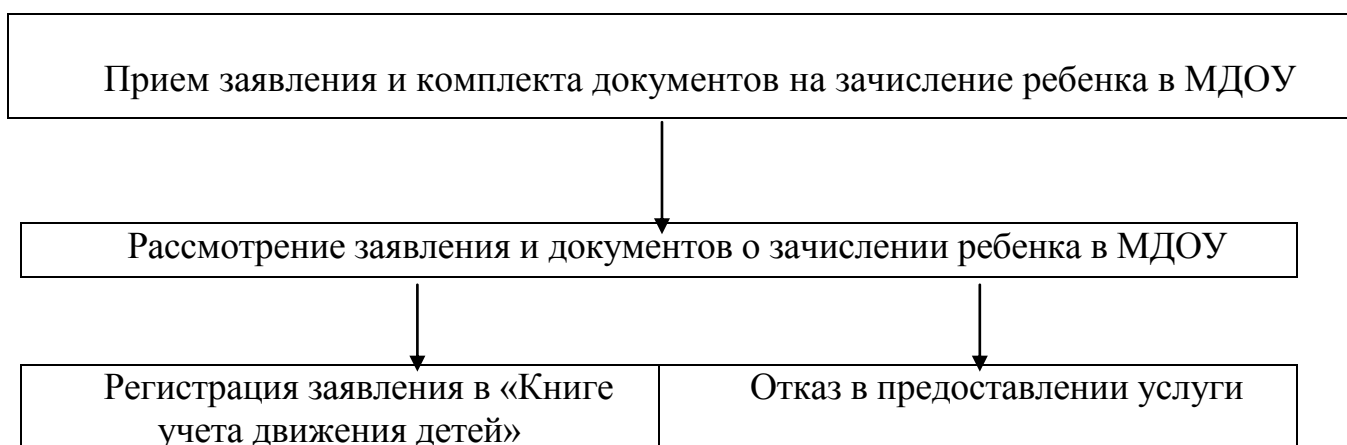 Прием заявления и комплекта документов на зачисление ребенка в МДОУ
Рассмотрение заявления и документов о зачислении ребенка в МДОУ
Регистрация заявления в «Книге
учета движения детей»
Отказ в предоставлении услуги